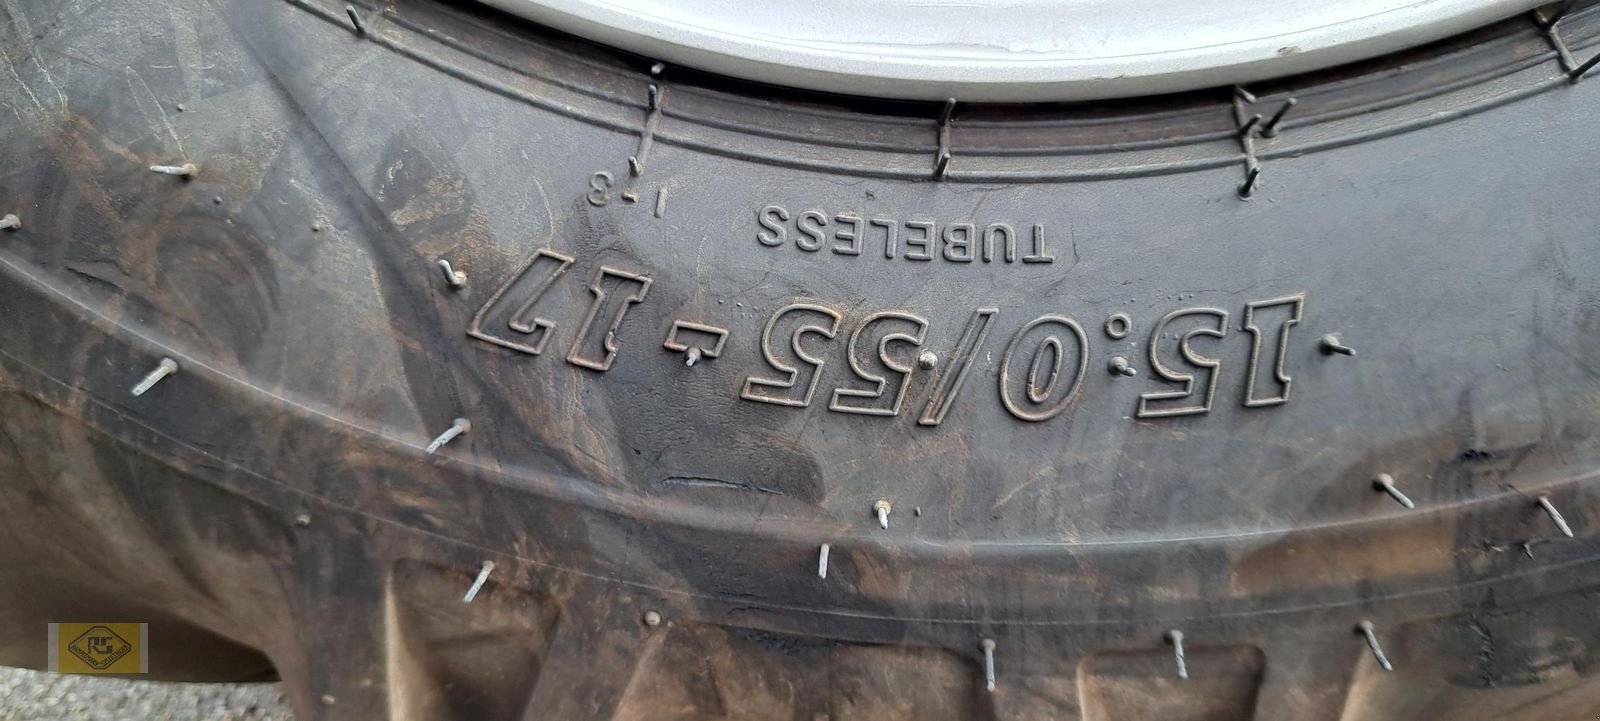 15.0/55 - 17
TUBELESS
I-3